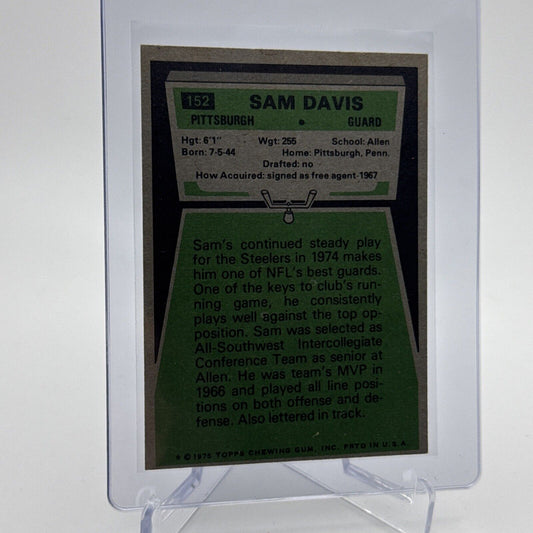 152 SAM DAVIS
PITTSBURGH • GUARD
Hgt: 6'1" Wgt: 255 School: Allen
Born: 7-5-44 Home: Pittsburgh, Penn.
Drafted: no
How Acquired: signed as free agent-1967
Sam's continued steady play
for the Steelers in 1974 makes
him one of NFL's best guards.
One of the keys to club's run-
ning game, he consistently
plays well against the top op-
position. Sam was selected as
All-Southwest Intercollegiate
Conference Team as senior at
Allen. He was team's MVP in
1966 and played all line posi-
tions on both offense and de-
fense. Also lettered in track.
* © 1975 TOPPS CHEWING GUM, INC. PRTD IN U.S.A.